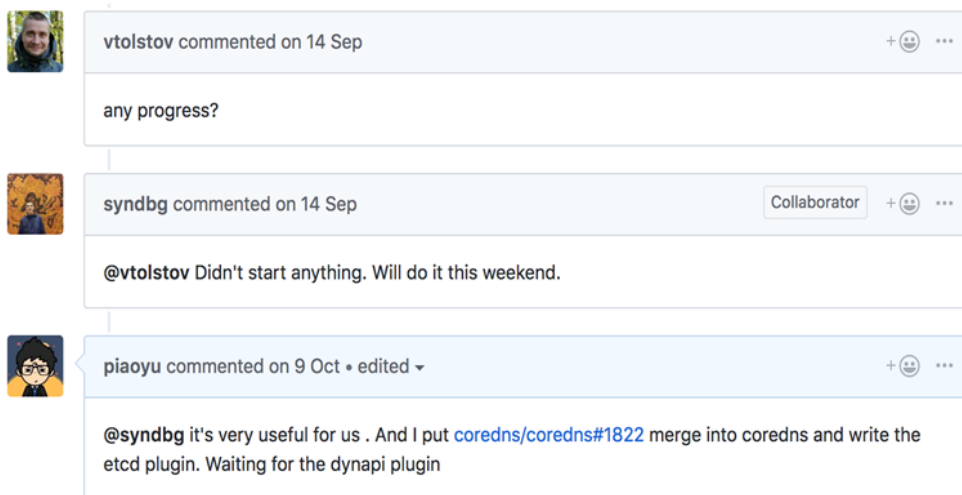 vtolstov commented on 14 Sep
any progress?
syndbg commented on 14 Sep
Collaborator
@vtolstov Didn't start anything. Will do it this weekend.
piaoyu commented on 9 Oct • edited
@syndbg it's very useful for us . And I put coredns/coredns#1822 merge into coredns and write the
etcd plugin. Waiting for the dynapi plugin